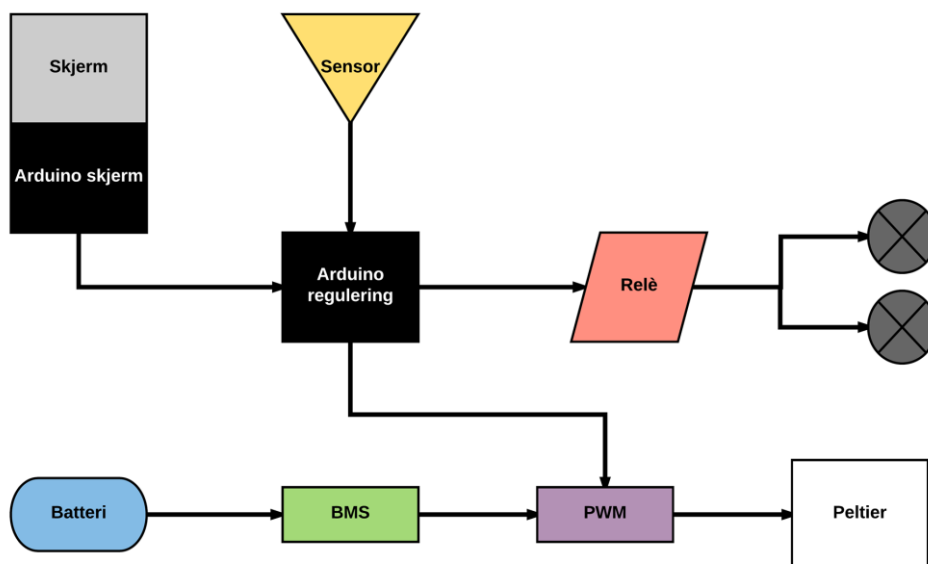 Skjerm
Sensor
Arduino skjerm
Arduino
regulering
Relè
Batteri
BMS
PWM
Peltier